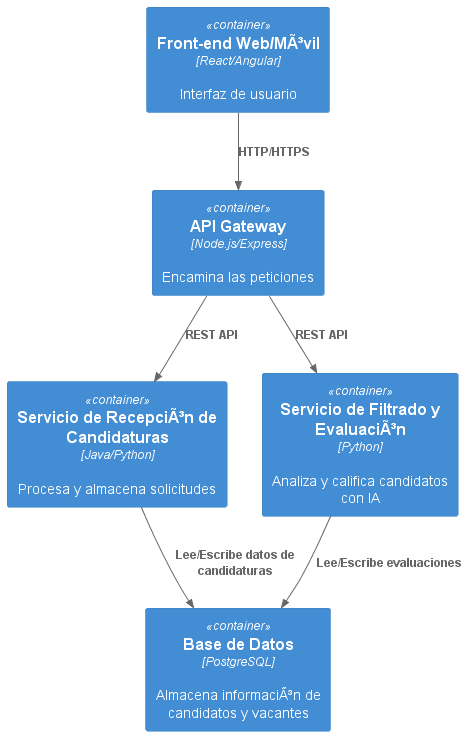 «container»
Front-end Web/MÃ³vil
[React/Angular]
Interfaz de usuario
HTTP/HTTPS
«container»
API Gateway
[Node.js/Express]
Encamina las peticiones
REST API
REST API
«container»
Servicio de RecepciÃ³n de
Candidaturas
[Java/Python]
Procesa y almacena solicitudes
«container»
Servicio de Filtrado y
EvaluaciÃ³n
[Python]
Analiza y califica candidatos
con IA
Lee/Escribe datos de
candidaturas
Lee/Escribe evaluaciones
«container»
Base de Datos
[PostgreSQL]
Almacena informaciÃ³n de
candidatos y vacantes